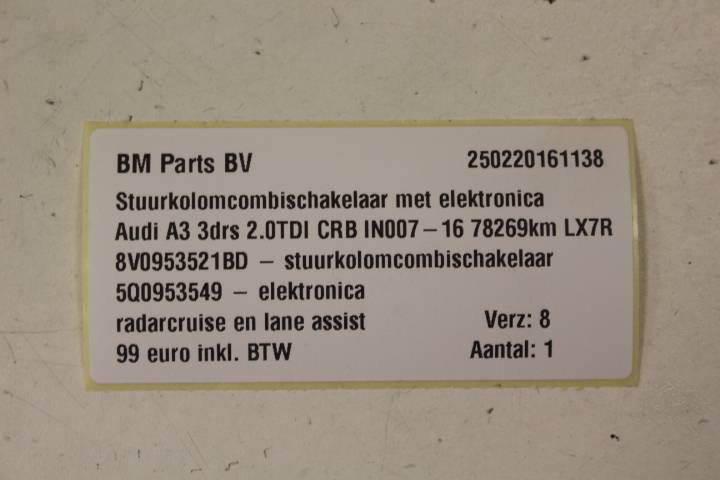 BM Parts BV 250220161138
Stuurkolomcombischakelaar met elektronica
Audi A3 3drs 2.0TDI CRB IN007-16 78269km LX7R
8V0953521BD - stuurkolomcombischakelaar
5Q0953549 - elektronica
radarcruise en lane assist Verz: 8
99 euro inkl. BTW Aantal: 1